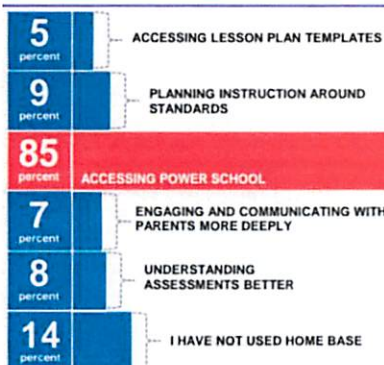 5
percent
ACCESSING LESSON PLAN TEMPLATES
9
percent
PLANNING INSTRUCTION AROUND
STANDARDS
85
percent
ACCESSING POWER SCHOOL
7
percent
ENGAGING AND COMMUNICATING WITH
PARENTS MORE DEEPLY
8
percent
UNDERSTANDING
ASSESSMENTS BETTER
14
percent
I HAVE NOT USED HOME BASE